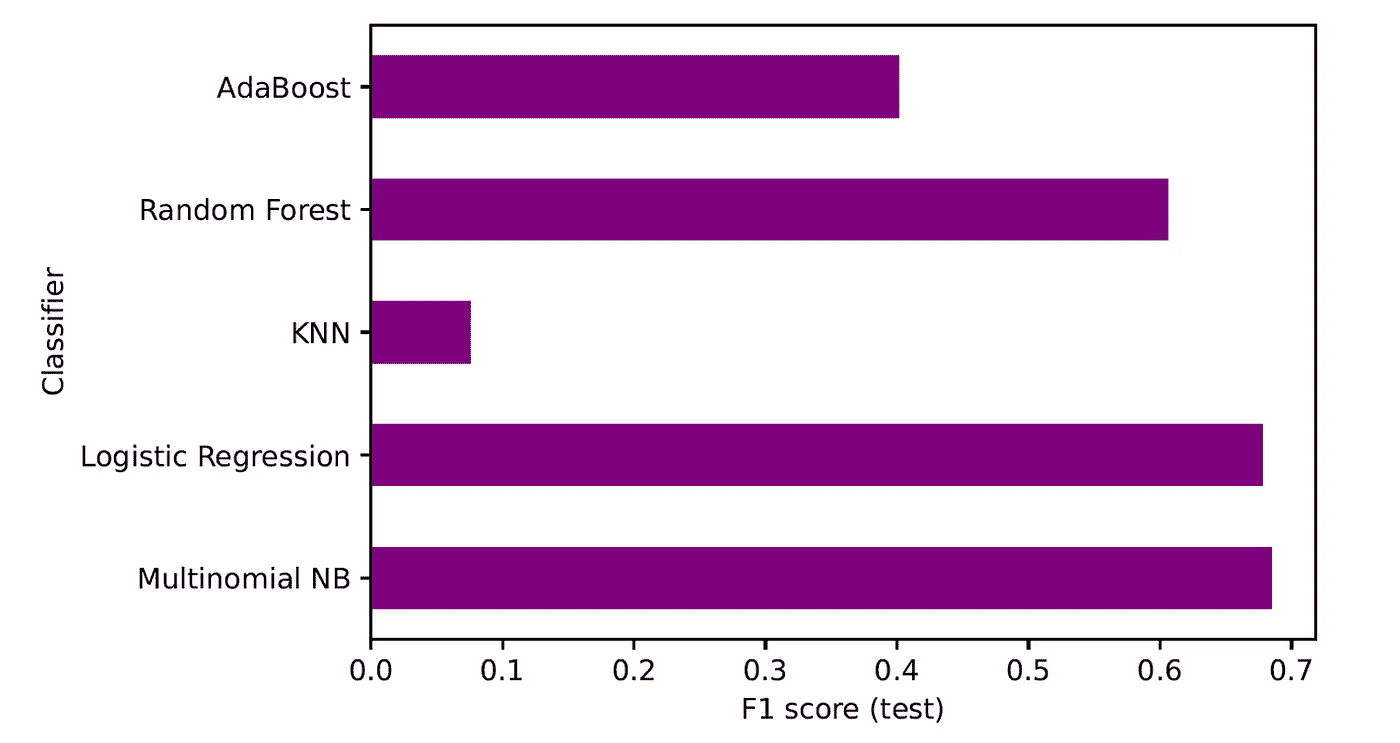 AdaBoost
Random Forest
KNN
Logistic Regression
Multinomial NB
Classifier
0.0 0.1 0.2 0.3 0.4 0.5 0.6 0.7
F1 score (test)